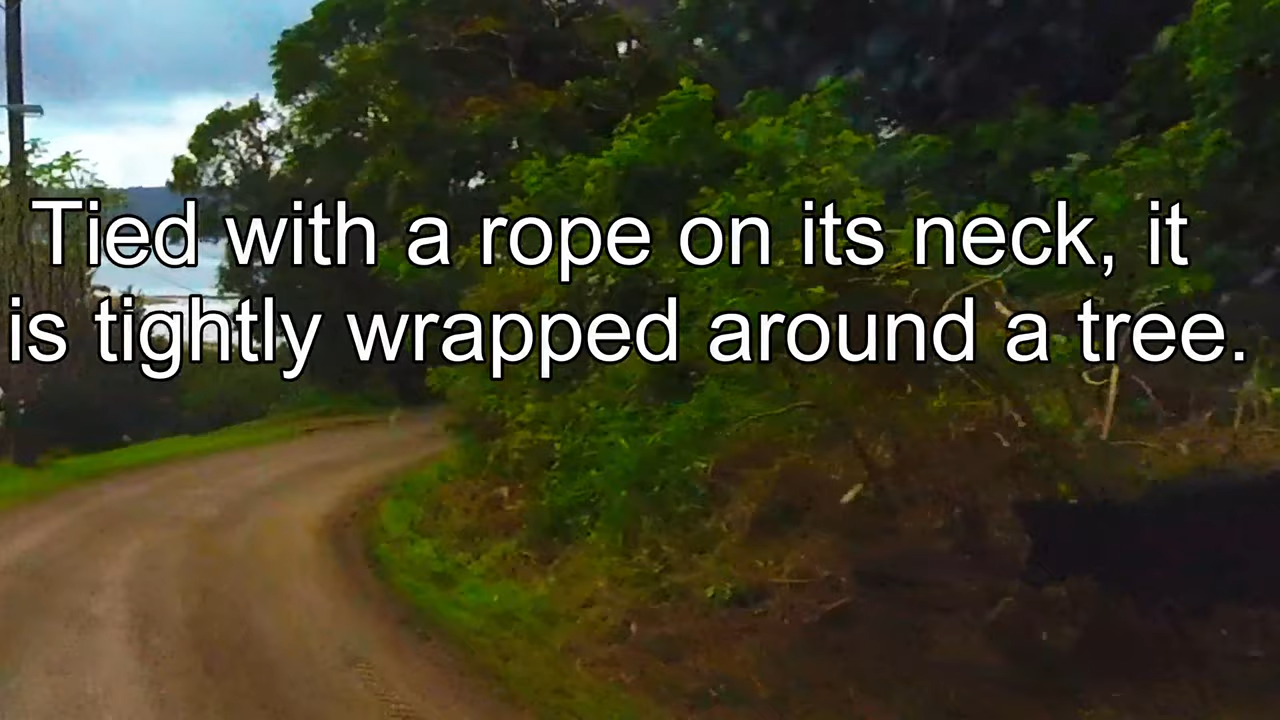 Tied with a rope on its neck, it
is tightly wrapped around a tree.